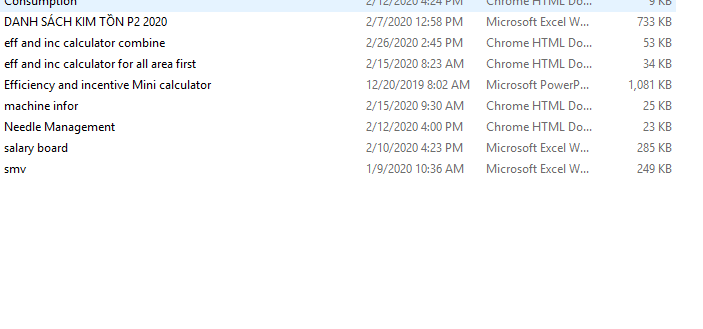 Consumption 2/12/2020 4:24 PM Chrome HTML Do... 9 KB
DANH SÁCH KIM TỒN P2 2020 2/7/2020 12:58 PM Microsoft Excel W... 733 KB
eff and inc calculator combine 2/26/2020 2:45 PM Chrome HTML Do... 53 KB
eff and inc calculator for all area first 2/15/2020 8:23 AM Chrome HTML Do... 34 KB
Efficiency and incentive Mini calculator 12/20/2019 8:02 AM Microsoft PowerP... 1,081 KB
machine infor 2/15/2020 9:30 AM Chrome HTML Do... 25 KB
Needle Management 2/12/2020 4:00 PM Chrome HTML Do... 23 KB
salary board 2/10/2020 4:23 PM Microsoft Excel W... 285 KB
smv 1/9/2020 10:36 AM Microsoft Excel W... 249 KB